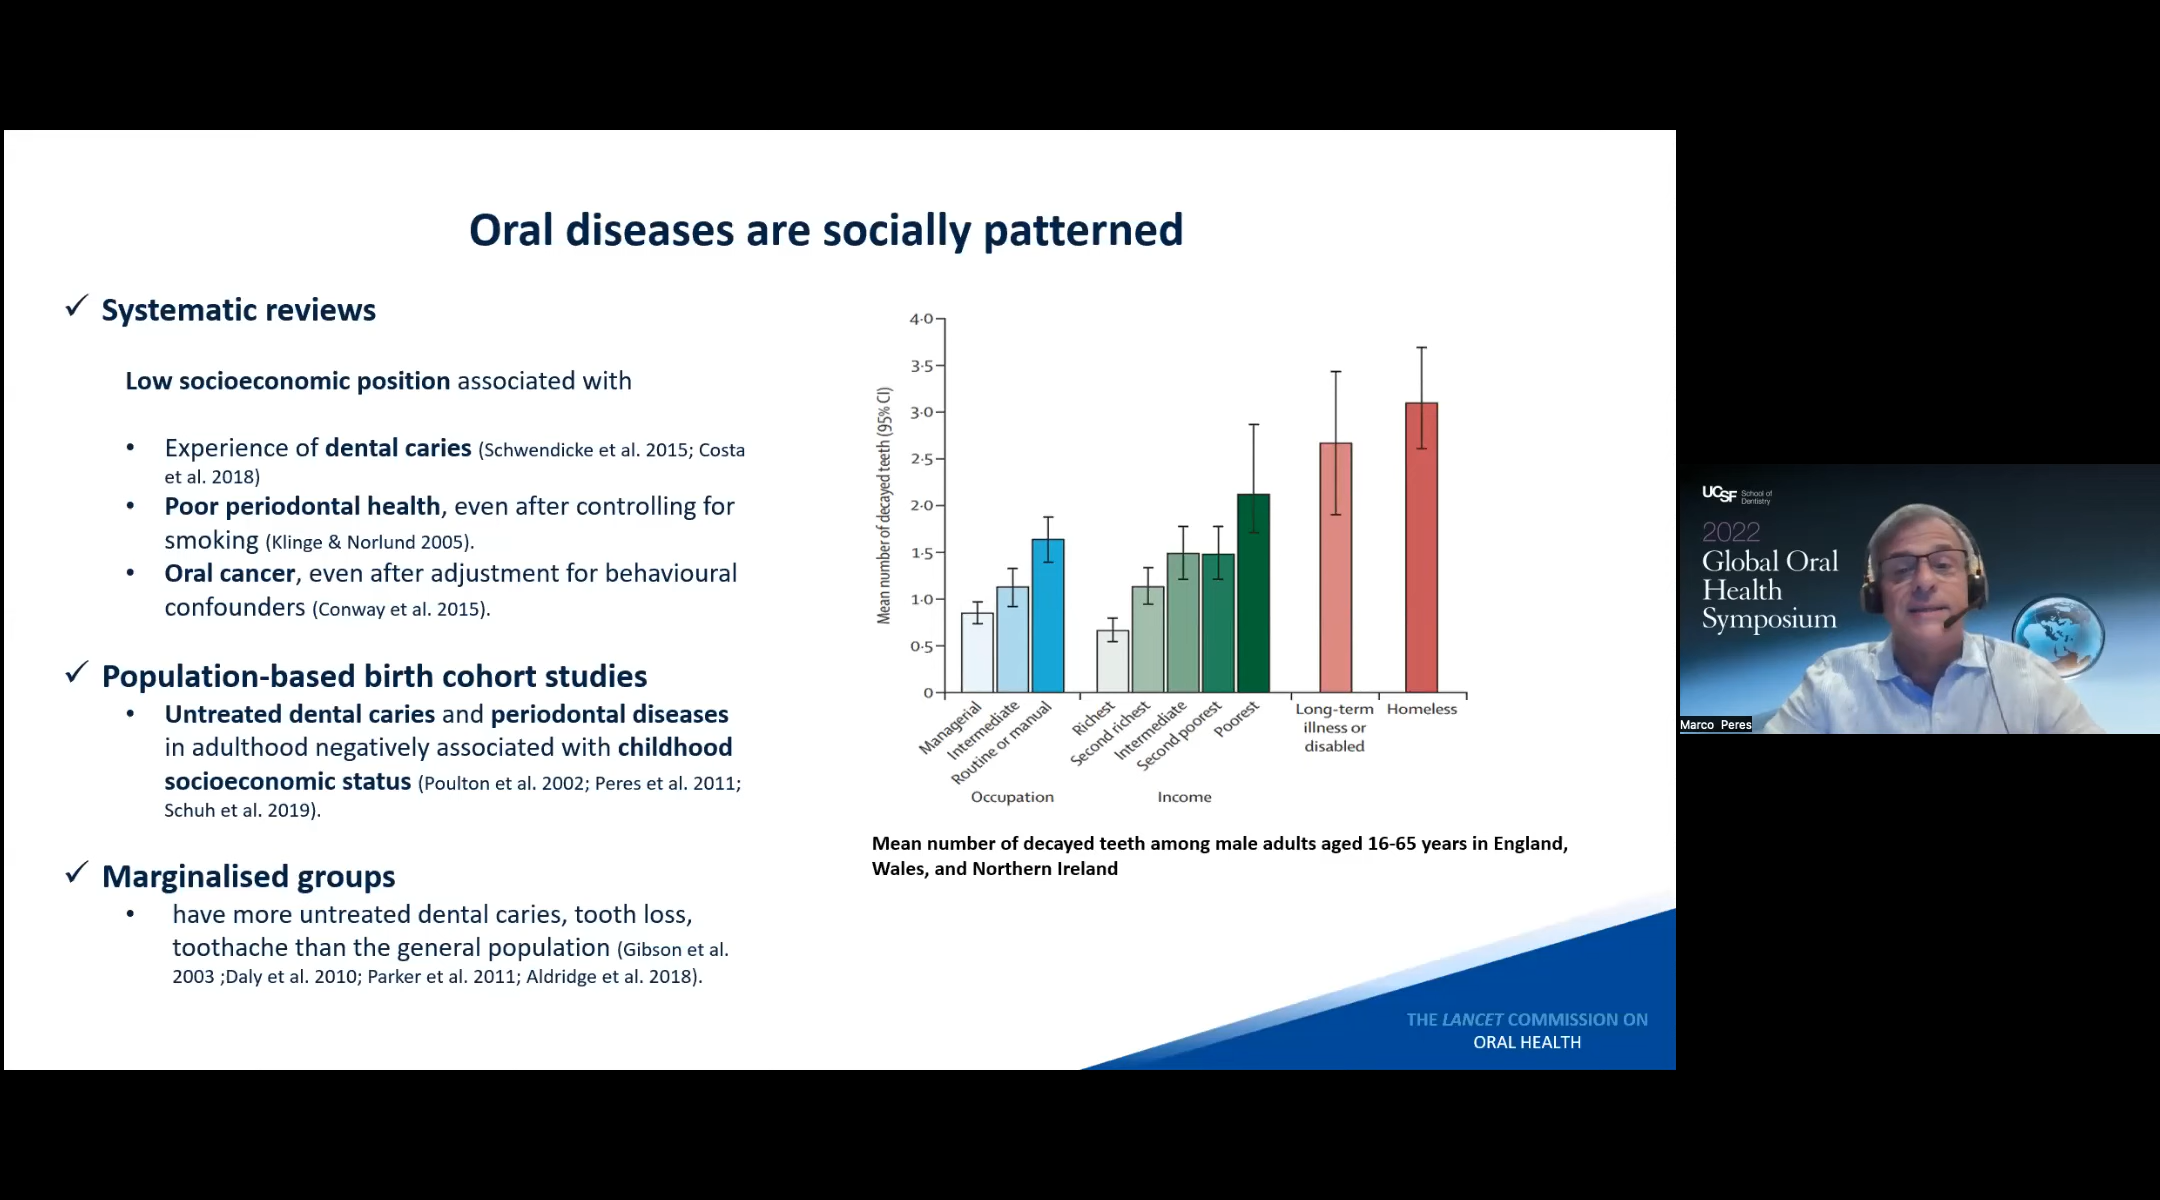 Oral diseases are socially patterned
✓ Systematic reviews
Low socioeconomic position associated with
• Experience of dental caries (Schwendicke et al. 2015; Costa
et al. 2018)
• Poor periodontal health, even after controlling for
smoking (Klinge & Norlund 2005).
• Oral cancer, even after adjustment for behavioural
confounders (Conway et al. 2015).
✓ Population-based birth cohort studies
• Untreated dental caries and periodontal diseases
in adulthood negatively associated with childhood
socioeconomic status (Poulton et al. 2002; Peres et al. 2011;
Schuh et al. 2019).
✓ Marginalised groups
• have more untreated dental caries, tooth loss,
toothache than the general population (Gibson et al.
2003 ;Daly et al. 2010; Parker et al. 2011; Aldridge et al. 2018).
Mean number of decayed teeth (95% CI)
4·0
3·5
3·0
2·5
2·0
1·5
1·0
0·5
0
Managerial
Intermediate
Routine or manual
Occupation
Richest
Second richest
Intermediate
Second poorest
Poorest
Income
Long-term
illness or
disabled
Homeless
Mean number of decayed teeth among male adults aged 16-65 years in England,
Wales, and Northern Ireland
THE LANCET COMMISSION ON
ORAL HEALTH
UCSF School of
Dentistry
2022
Global Oral
Health
Symposium
Marco Peres